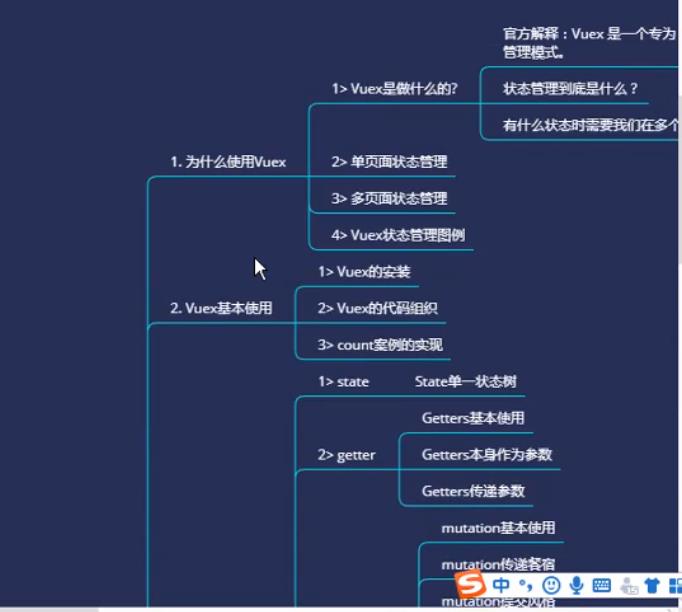 官方解释：Vuex 是一个专为
管理模式。
1> Vuex是做什么的?
状态管理到底是什么？
有什么状态时需要我们在多个
1. 为什么使用Vuex
2> 单页面状态管理
3> 多页面状态管理
4> Vuex状态管理图例
1> Vuex的安装
2. Vuex基本使用
2> Vuex的代码组织
3> count案例的实现
1> state
State单一状态树
Getters基本使用
2> getter
Getters本身作为参数
Getters传递参数
mutation基本使用
mutation传递餐宿
中
mutation提交风格